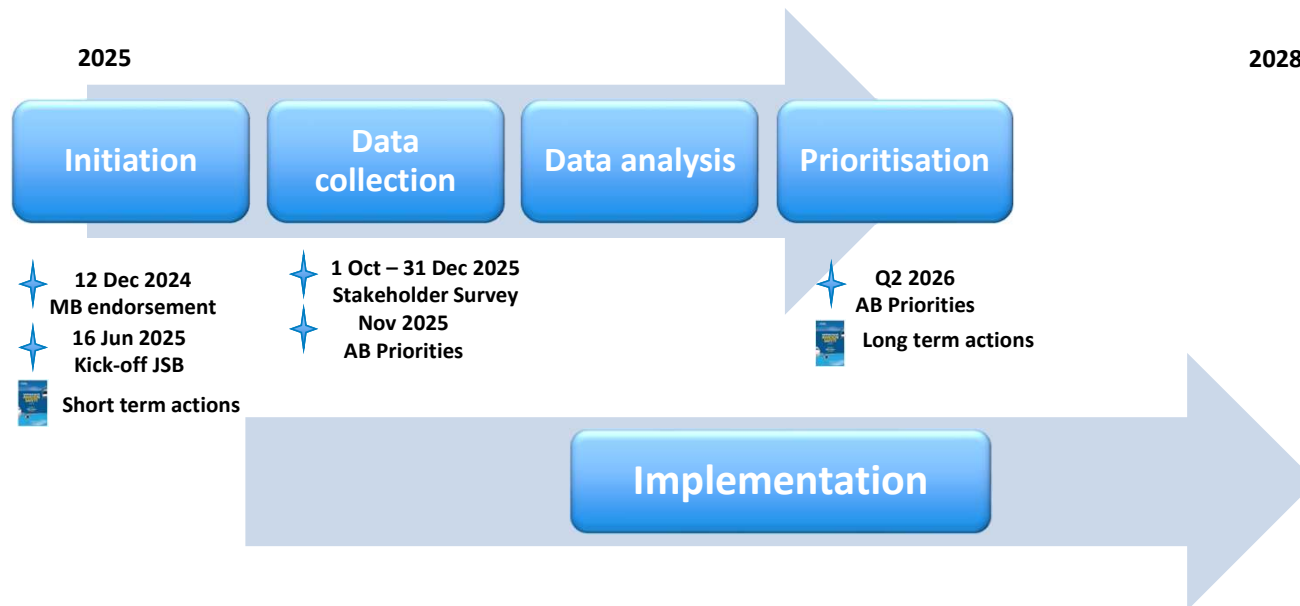 2025
2028
Initiation
Data
collection
Data analysis
Prioritisation
12 Dec 2024
MB endorsement
16 Jun 2025
Kick-off JSB
Short term actions
1 Oct – 31 Dec 2025
Stakeholder Survey
Nov 2025
AB Priorities
Q2 2026
AB Priorities
Long term actions
Implementation